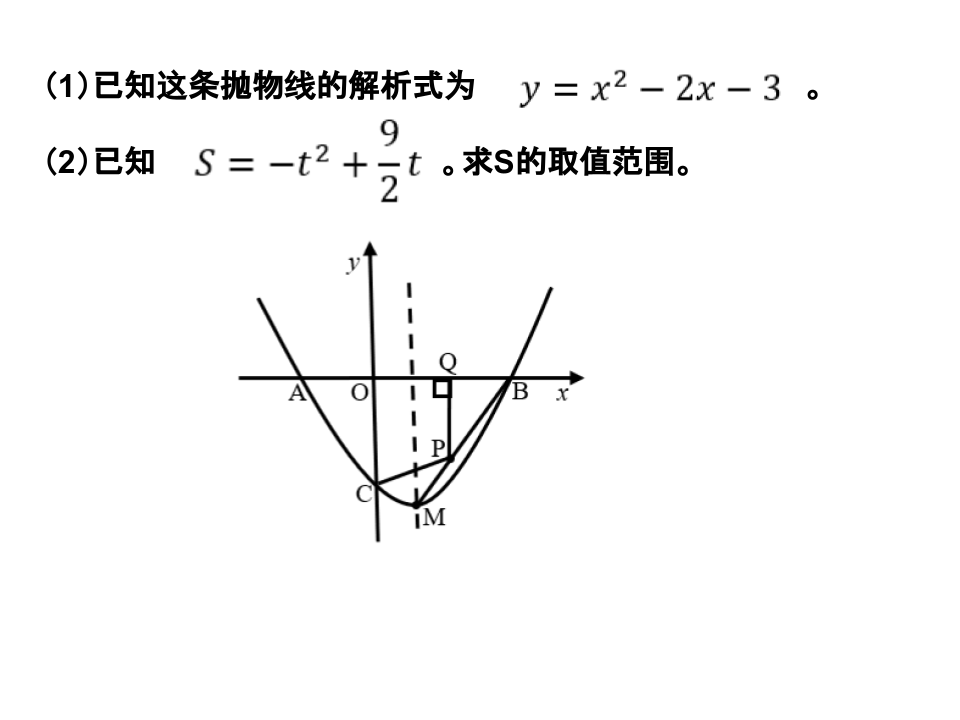 (1)已知这条抛物线的解析式为 y = x² − 2x − 3 。
(2)已知 S = −t² + 9/2 t 。求S的取值范围。
y
Q
A O B x
P
C
M